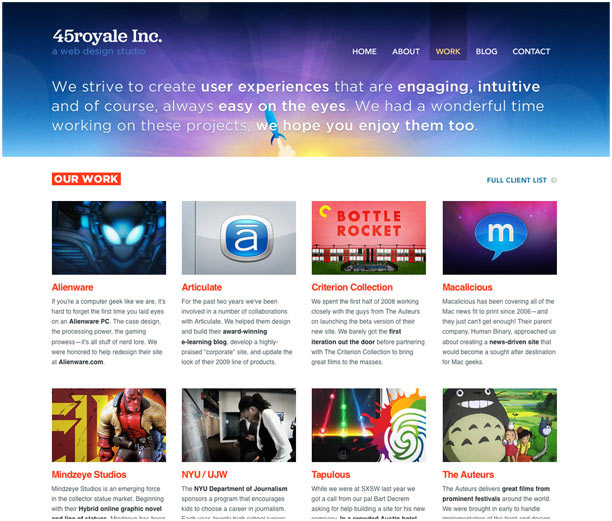 45royale Inc.
a web design studio
HOME ABOUT WORK BLOG CONTACT
We strive to create user experiences that are engaging, intuitive
and of course, always easy on the eyes. We had a wonderful time
working on these projects, we hope you enjoy them too.
OUR WORK
FULL CLIENT LIST
ā
BOTTLE
ROCKET
m
Alienware
If you're a computer geek like we are, it's
hard to forget the first time you laid eyes
on an Alienware PC. The case design,
the processing power, the gaming
prowess—it's all stuff of nerd lore. We
were honored to help redesign their site
at Alienware.com.
Articulate
For the past two years we've been
involved in a number of collaborations
with Articulate. We helped them design
and build their award-winning
e-learning blog, develop a highly-
praised "corporate" site, and update the
look of their 2009 line of products.
Criterion Collection
We spent the first half of 2008 working
closely with the guys from The Auteurs
on launching the beta version of their
new site. We barely got the first
iteration out the door before partnering
with The Criterion Collection to bring
great films to the masses.
Macalicious
Macalicious has been covering all of the
Mac news fit to print since 2006—and
they just can't get enough! Their parent
company, Human Binary, approached us
about creating a news-driven site that
would become a sought after destination
for Mac geeks.
Mindzeye Studios
Mindzeye Studios is an emerging force
in the collector statue market. Beginning
with their Hybrid online graphic novel
and line of statues, Mindzeye has been
NYU / UJW
The NYU Department of Journalism
sponsors a program that encourages
kids to choose a career in journalism.
Each year, twenty high school juniors
Tapulous
While we were at SXSW last year we
got a call from our pal Bart Decrem
asking for help building a site for his new
company. In a crowded Austin hotel
The Auteurs
The Auteurs delivers great films from
prominent festivals around the world.
We were brought in early to handle